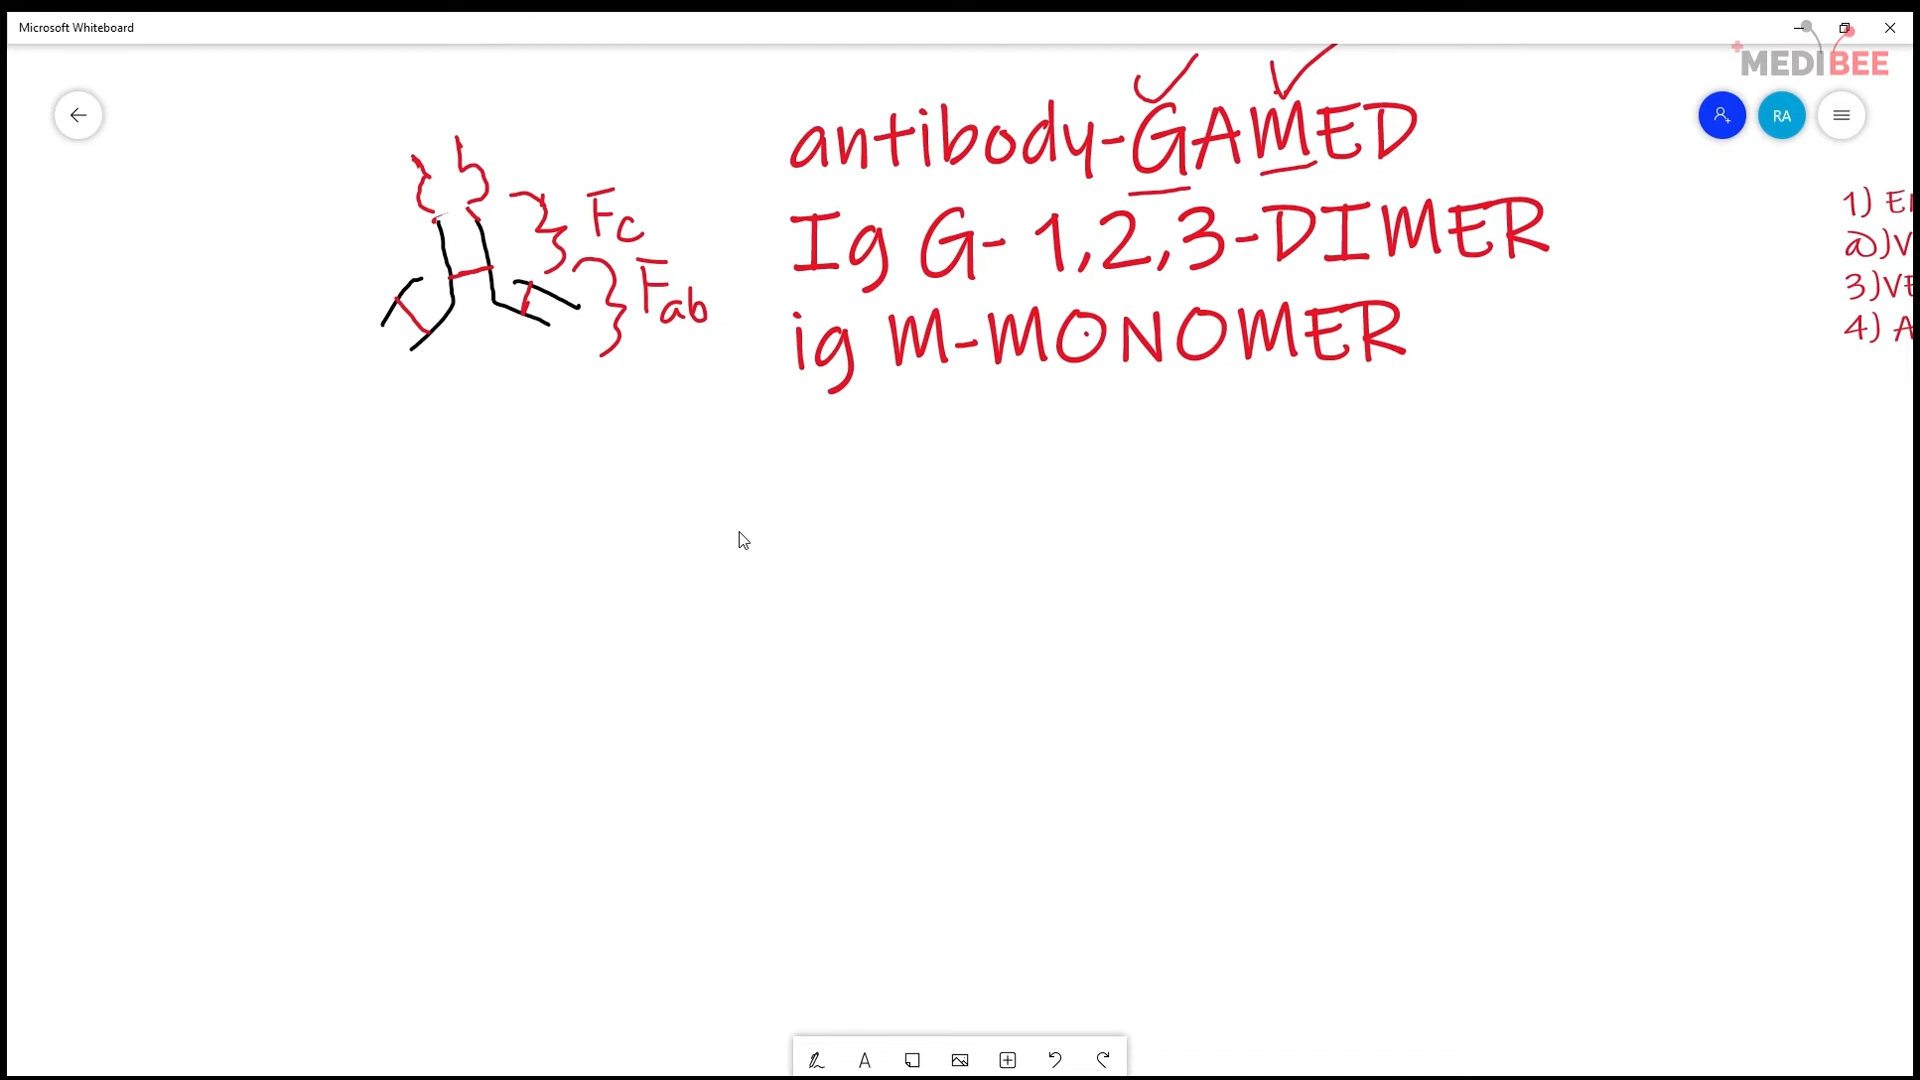 Microsoft Whiteboard
MEDIBEE
RA
antibody-GAMED
Ig G- 1,2,3-DIMER
ig M-MONOMER
Fc
Fab
1)
3)
4) A